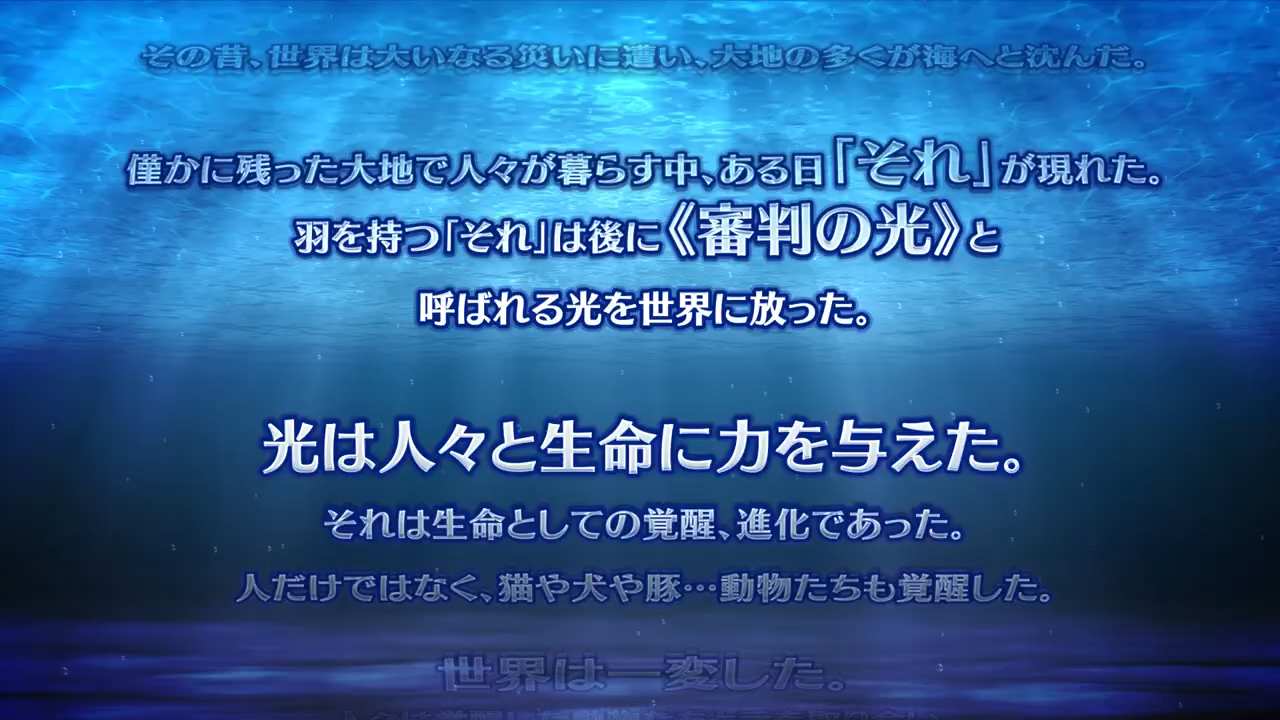 その昔、世界は大いなる災いに遭い、大地の多くが海へと沈んだ。
僅かに残った大地で人々が暮らす中、ある日「それ」が現れた。
羽を持つ「それ」は後に《審判の光》と
呼ばれる光を世界に放った。
光は人々と生命に力を与えた。
それは生命としての覚醒、進化であった。
人だけではなく、猫や犬や豚…動物たちも覚醒した。
世界は一変した。